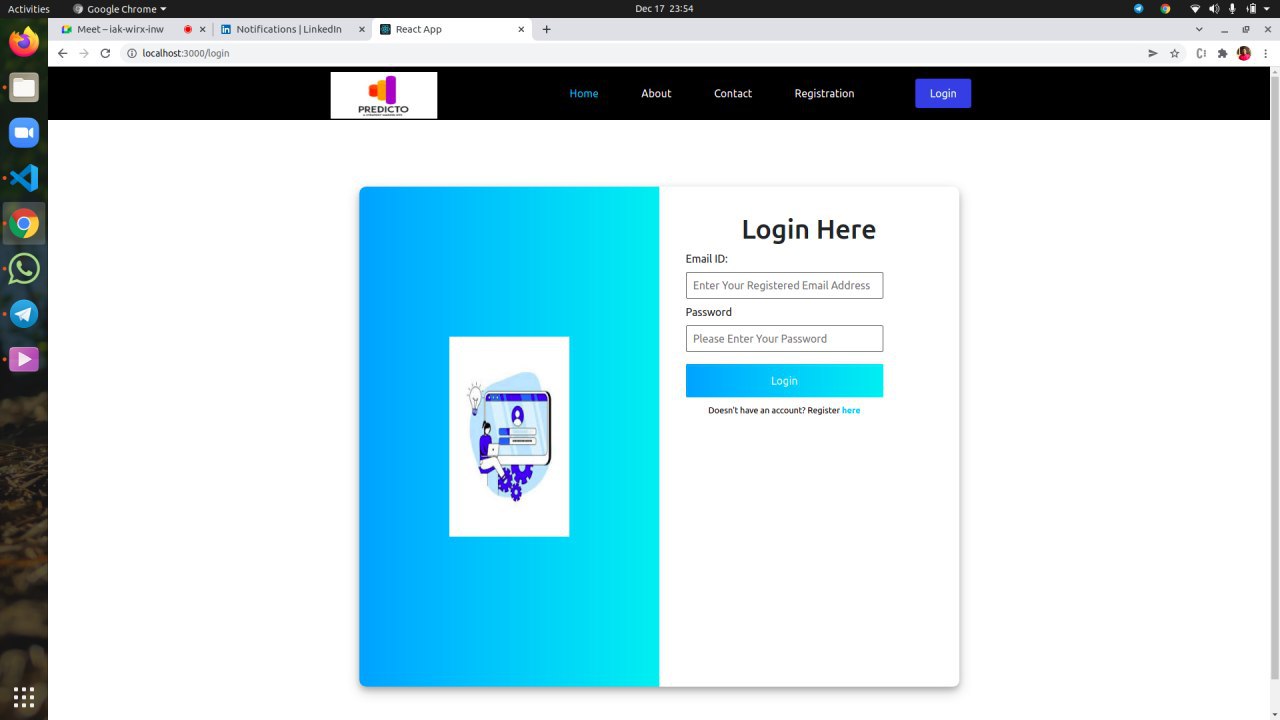 Activities Google Chrome Dec 17 23:54
Meet – iak-wirx-inw Notifications | LinkedIn React App
localhost:3000/login
PREDICTO
Home About Contact Registration Login
Login Here
Email ID:
Enter Your Registered Email Address
Password
Please Enter Your Password
Login
Doesn't have an account? Register here